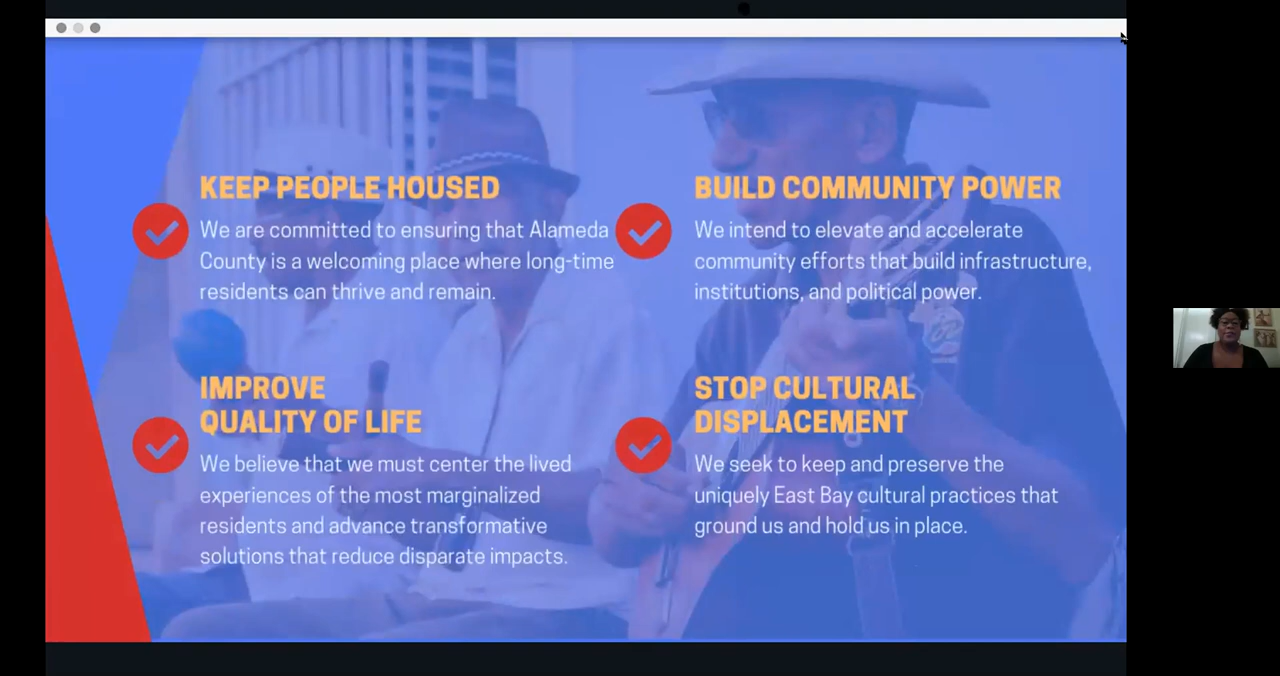 KEEP PEOPLE HOUSED
We are committed to ensuring that Alameda
County is a welcoming place where long-time
residents can thrive and remain.
BUILD COMMUNITY POWER
We intend to elevate and accelerate
community efforts that build infrastructure,
institutions, and political power.
IMPROVE
QUALITY OF LIFE
We believe that we must center the lived
experiences of the most marginalized
residents and advance transformative
solutions that reduce disparate impacts.
STOP CULTURAL
DISPLACEMENT
We seek to keep and preserve the
uniquely East Bay cultural practices that
ground us and hold us in place.